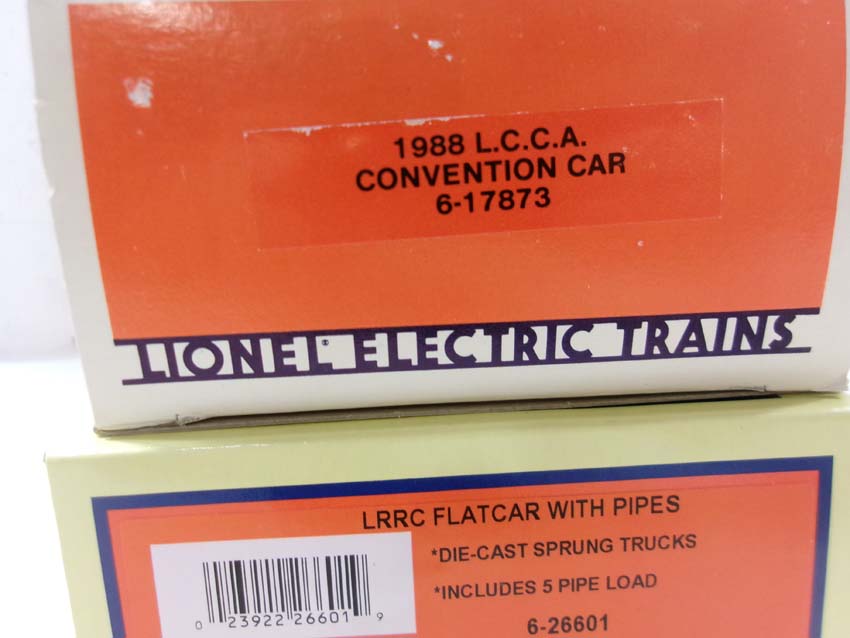 1988 L.C.C.A.
CONVENTION CAR
6-17873
LIONEL® ELECTRIC TRAINS
LRRC FLATCAR WITH PIPES
*DIE-CAST SPRUNG TRUCKS
*INCLUDES 5 PIPE LOAD
6-26601
0 23922 26601 9